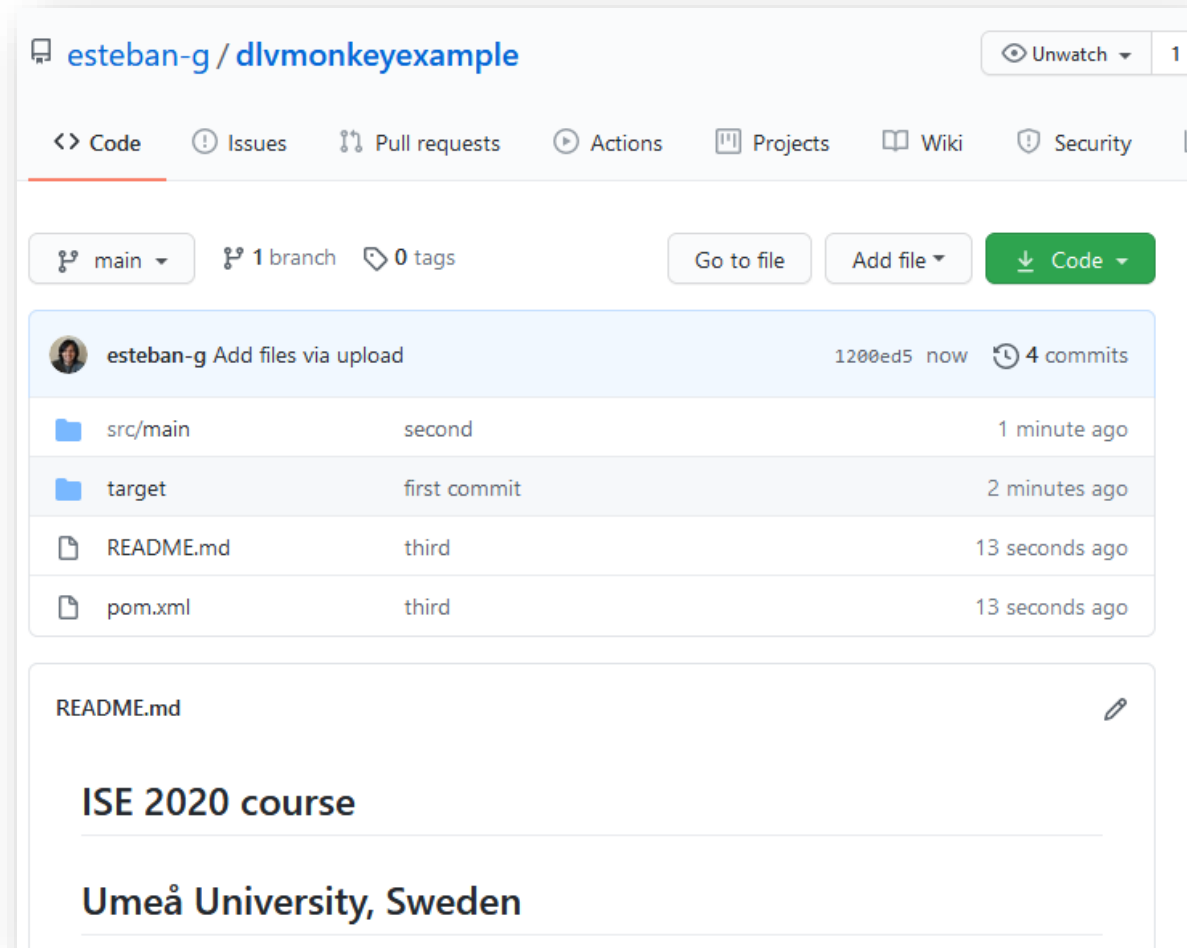 esteban-g / dlvmonkeyexample
Unwatch 1
Code Issues Pull requests Actions Projects Wiki Security
main 1 branch 0 tags Go to file Add file Code
esteban-g Add files via upload 1200ed5 now 4 commits
src/main second 1 minute ago
target first commit 2 minutes ago
README.md third 13 seconds ago
pom.xml third 13 seconds ago
README.md
ISE 2020 course
Umeå University, Sweden